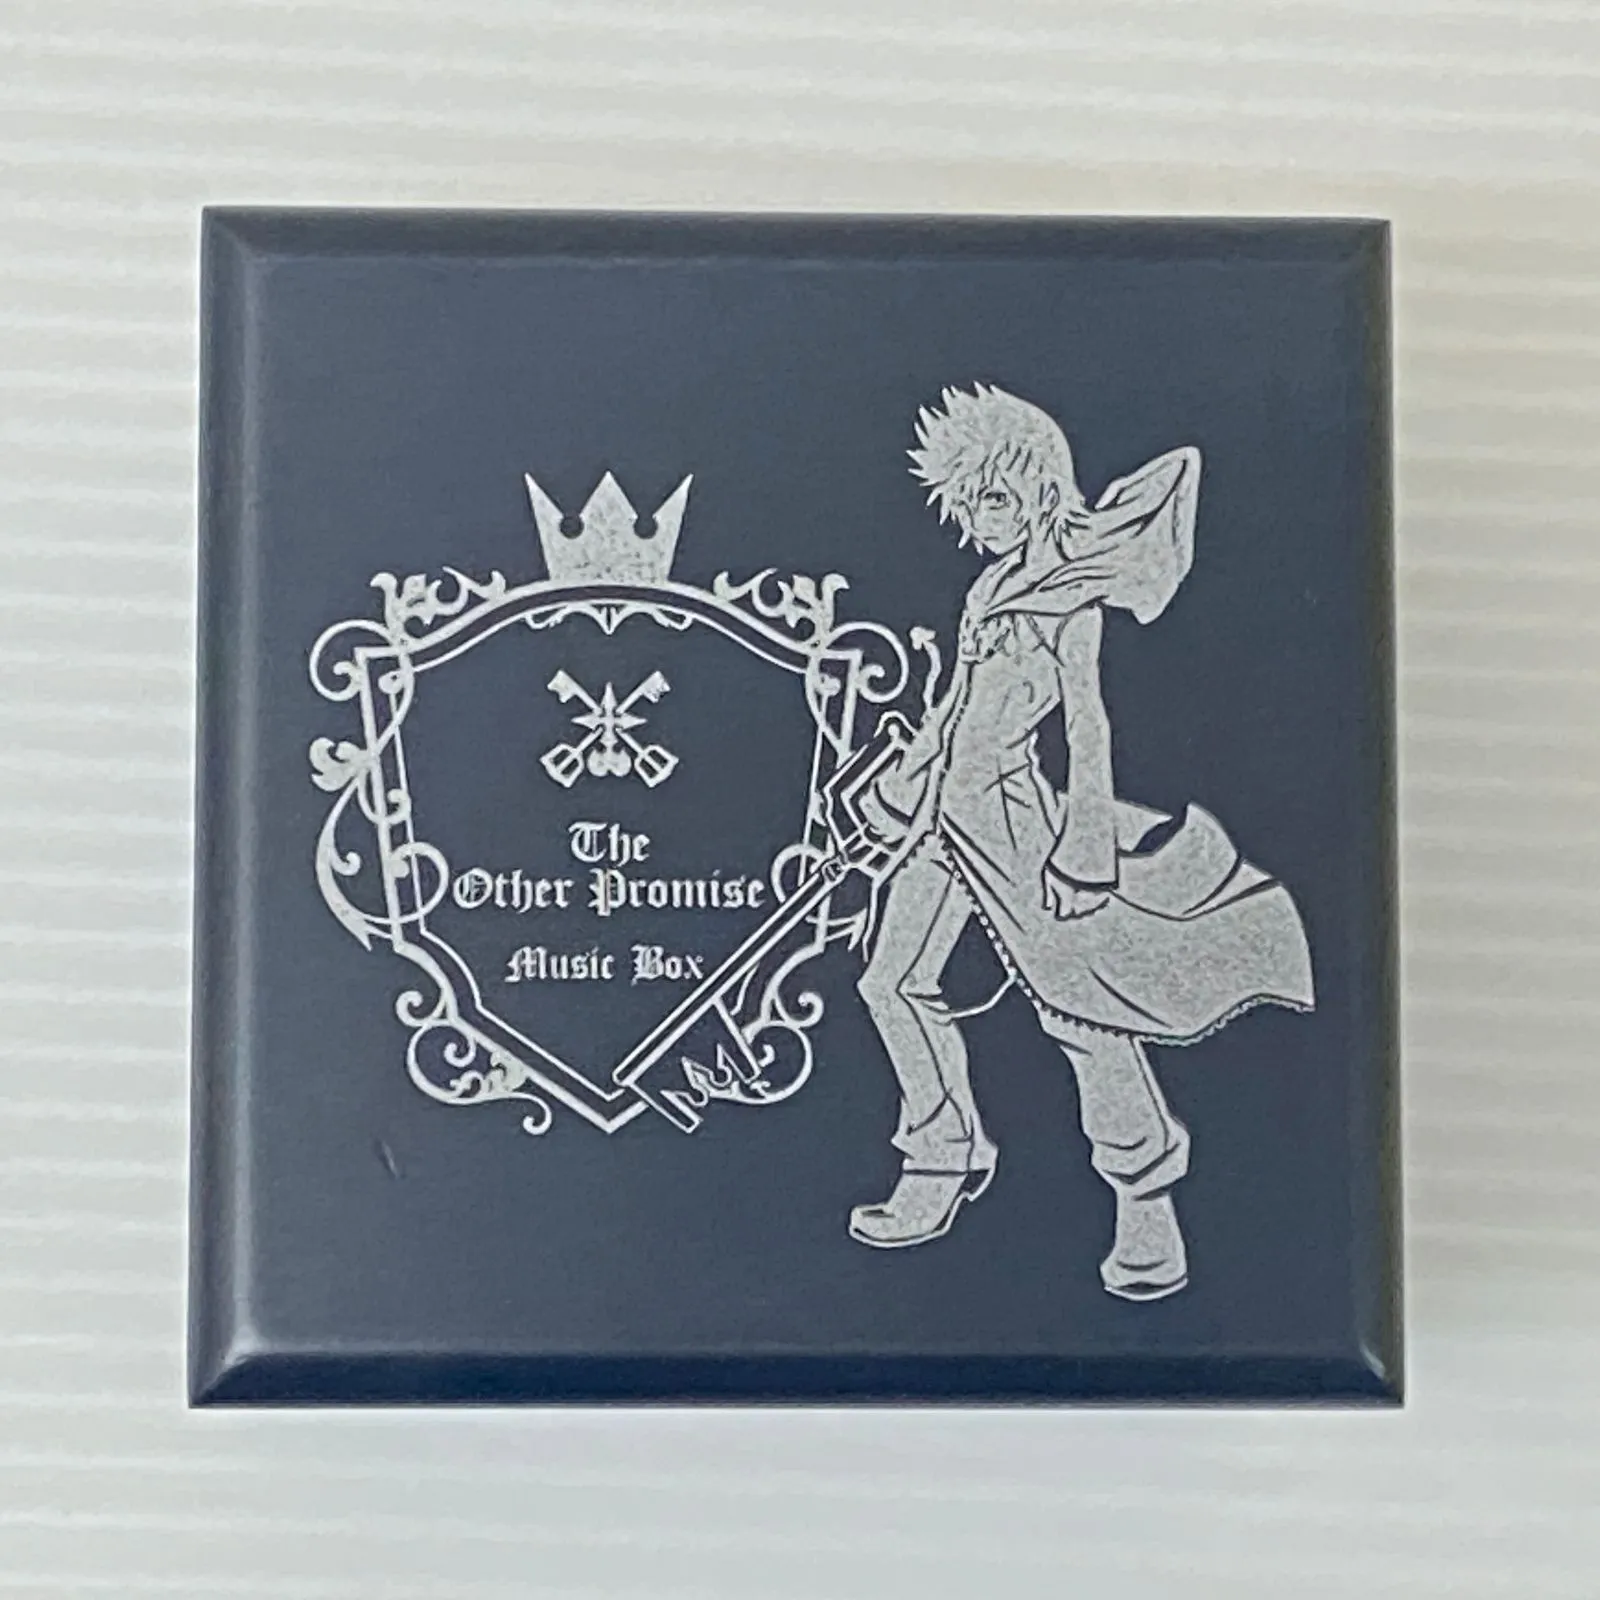 The
Other Promise
Music Box